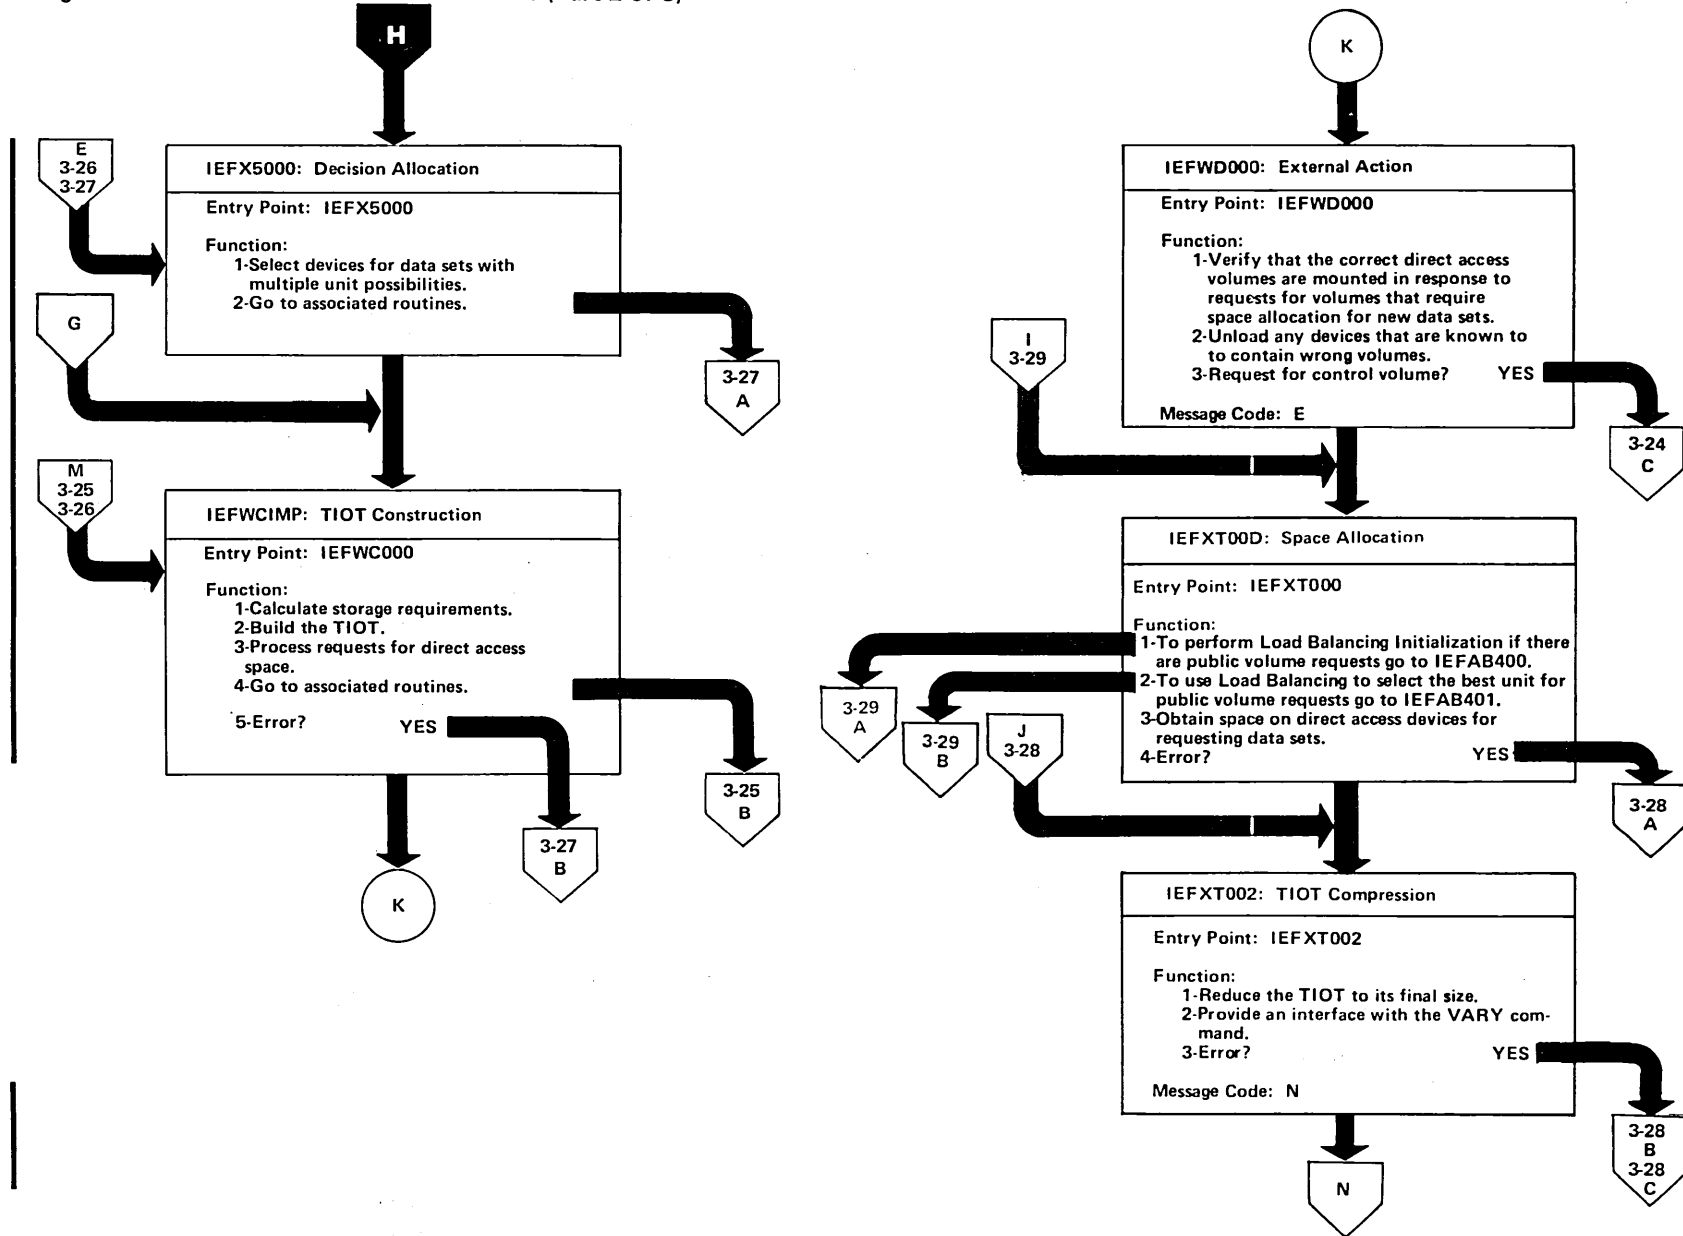 H
E
3-26
3-27
IEFX5000: Decision Allocation
Entry Point: IEFX5000
Function:
1-Select devices for data sets with
multiple unit possibilities.
2-Go to associated routines.
3-27
A
G
M
3-25
3-26
IEFWCIMP: TIOT Construction
Entry Point: IEFWC000
Function:
1-Calculate storage requirements.
2-Build the TIOT.
3-Process requests for direct access
space.
4-Go to associated routines.
5-Error? YES
3-25
B
3-27
B
K
K
IEFWD000: External Action
Entry Point: IEFWD000
Function:
1-Verify that the correct direct access
volumes are mounted in response to
requests for volumes that require
space allocation for new data sets.
2-Unload any devices that are known to
to contain wrong volumes.
3-Request for control volume? YES
Message Code: E
3-24
C
I
3-29
IEFXT00D: Space Allocation
Entry Point: IEFXT000
Function:
1-To perform Load Balancing Initialization if there
are public volume requests go to IEFAB400.
2-To use Load Balancing to select the best unit for
public volume requests go to IEFAB401.
3-Obtain space on direct access devices for
requesting data sets.
4-Error? YES
3-29
A
3-29
B
J
3-28
3-28
A
IEFXT002: TIOT Compression
Entry Point: IEFXT002
Function:
1-Reduce the TIOT to its final size.
2-Provide an interface with the VARY com-
mand.
3-Error? YES
Message Code: N
3-28
B
3-28
C
N